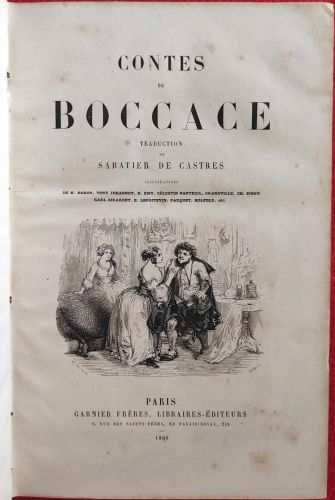 CONTES
DE
BOCCACE
TRADUCTION
DE
SABATIER DE CASTRES
ILLUSTRATIONS
DE H. BARON, TONY JOHANNOT, H. EMY, CÉLESTIN NANTEUIL, GRANDVILLE, CH. PINOT
KARL GIRARDET, E. LEPOITEVIN, PAUQUET, HOLFELD, etc.
PARIS
GARNIER FRÈRES, LIBRAIRES-ÉDITEURS
6, RUE DES SAINTS-PÈRES, ET PALAIS-ROYAL, 215